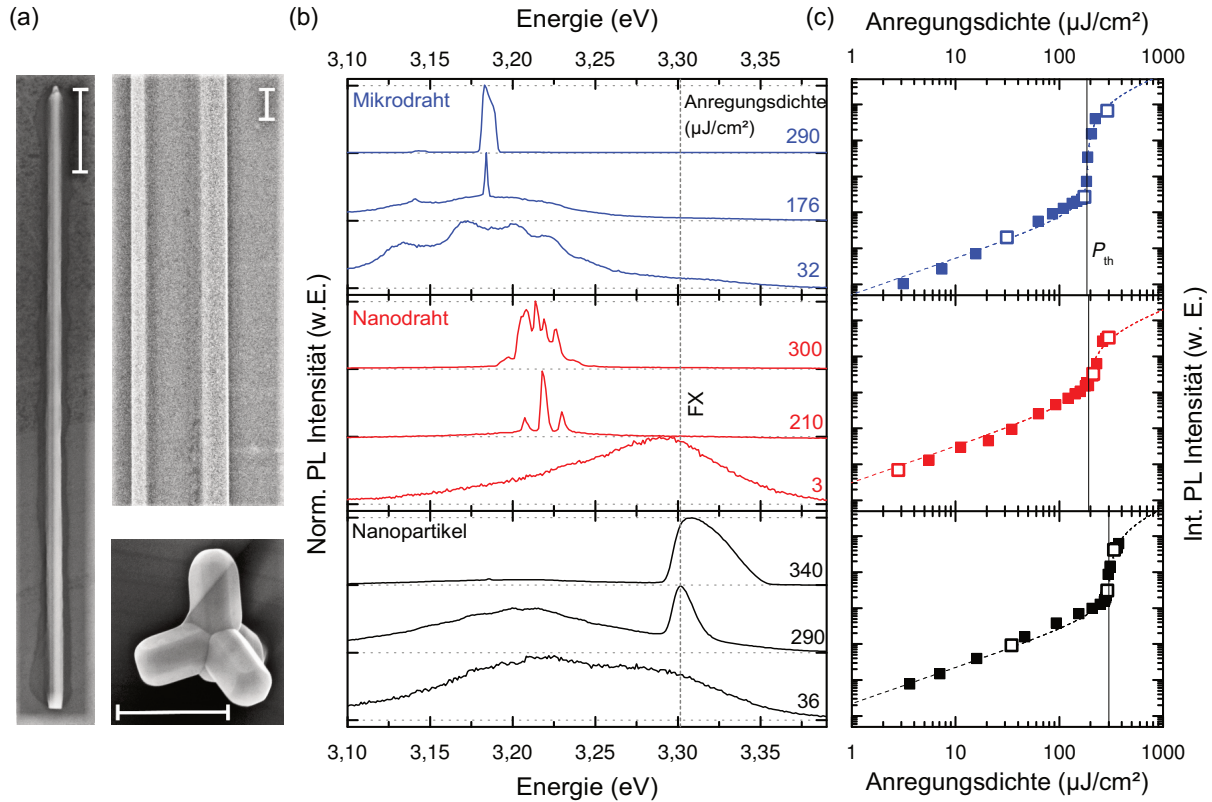 (a)
(b)
Energie (eV)
3,10 3,15 3,20 3,25 3,30 3,35
Norm. PL Intensität (w. E.)
Mikrodraht
Anregungsdichte
(µJ/cm²)
290
176
32
Nanodraht
300
210
3
FX
Nanopartikel
340
290
36
3,10 3,15 3,20 3,25 3,30 3,35
Energie (eV)
(c)
Anregungsdichte (µJ/cm²)
1 10 100 1000
Pth
Int. PL Intensität (w. E.)
1 10 100 1000
Anregungsdichte (µJ/cm²)